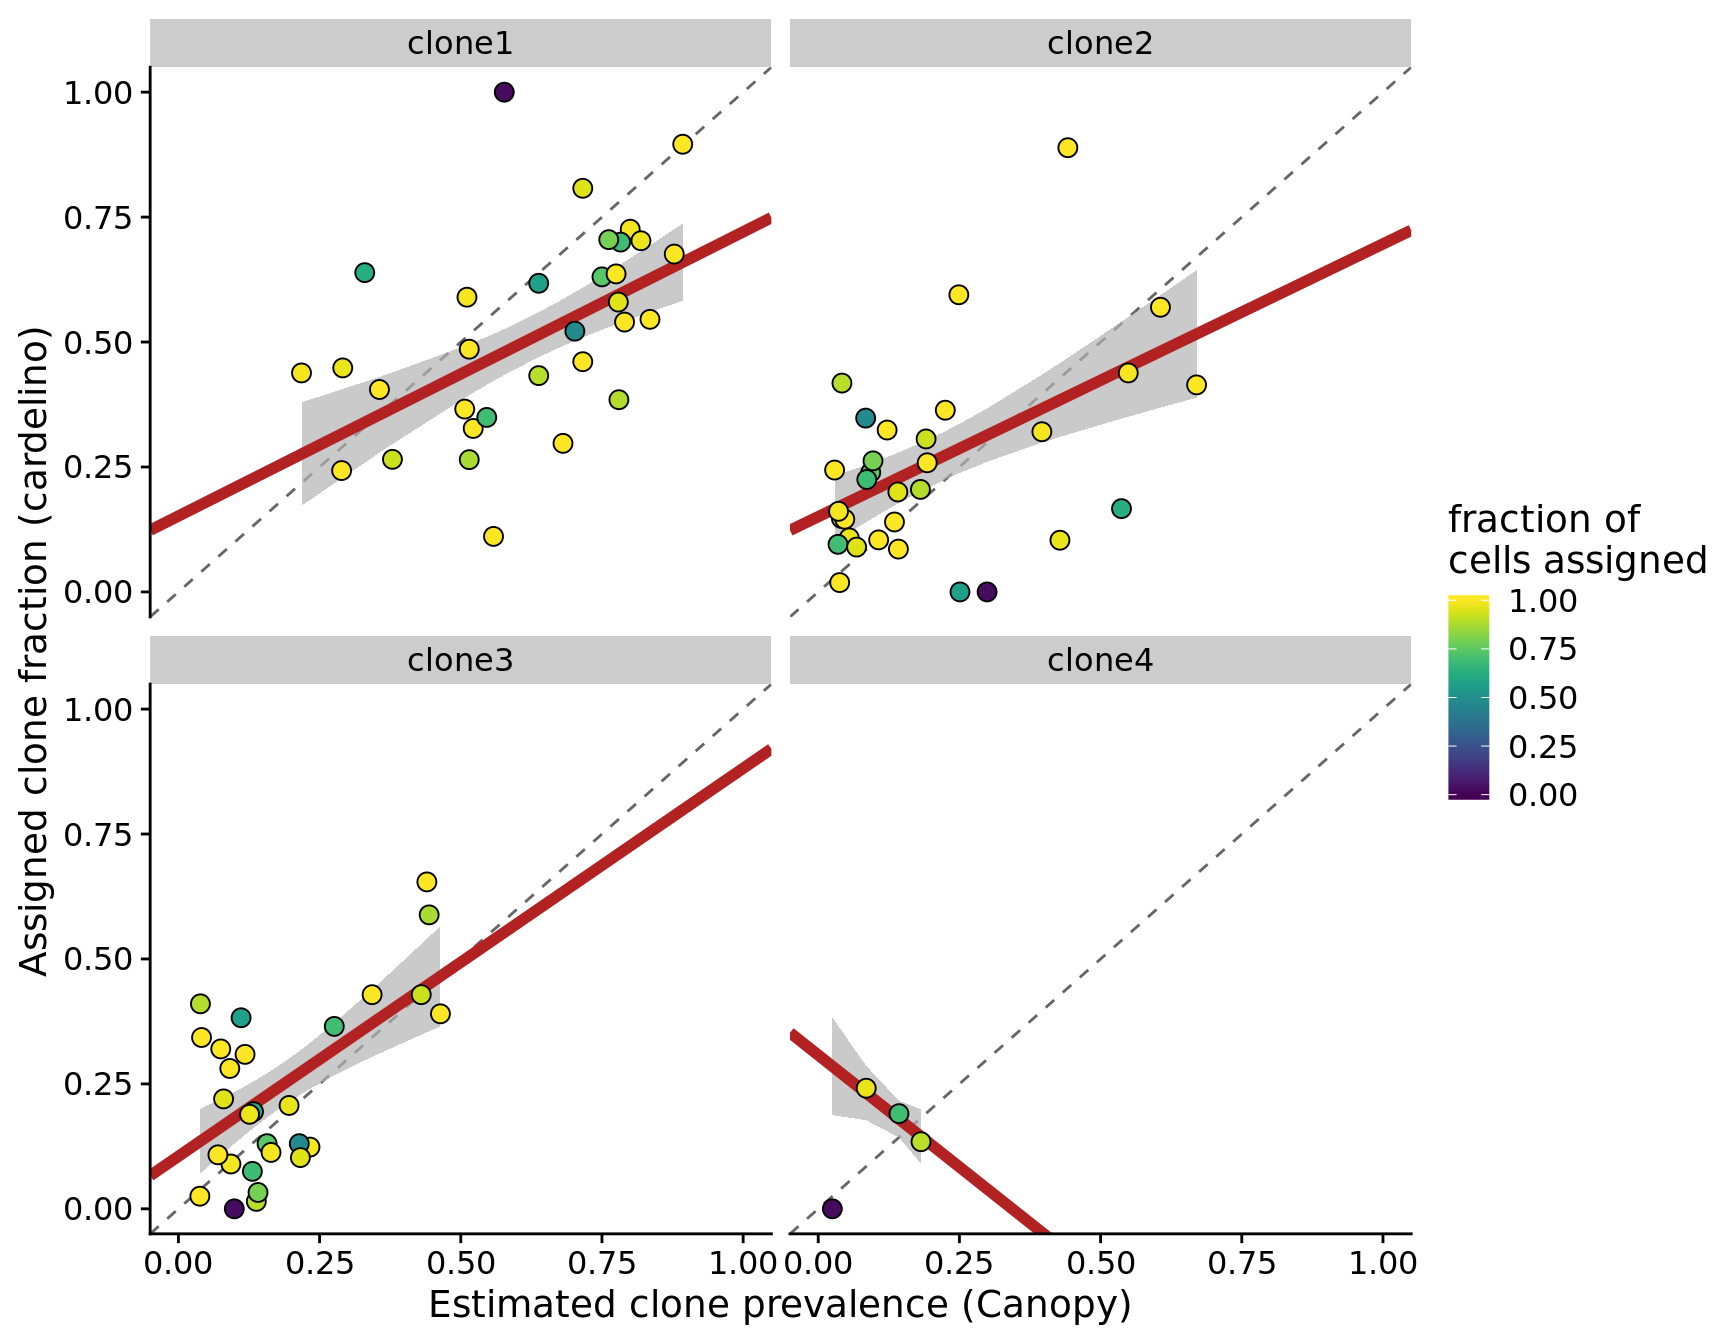 clone1
clone2
1.00
0.75
0.50
0.25
0.00
clone3
clone4
1.00
0.75
0.50
0.25
0.00
0.00 0.25 0.50 0.75 1.00
0.00 0.25 0.50 0.75 1.00
Estimated clone prevalence (Canopy)
Assigned clone fraction (cardelino)
fraction of
cells assigned
1.00
0.75
0.50
0.25
0.00